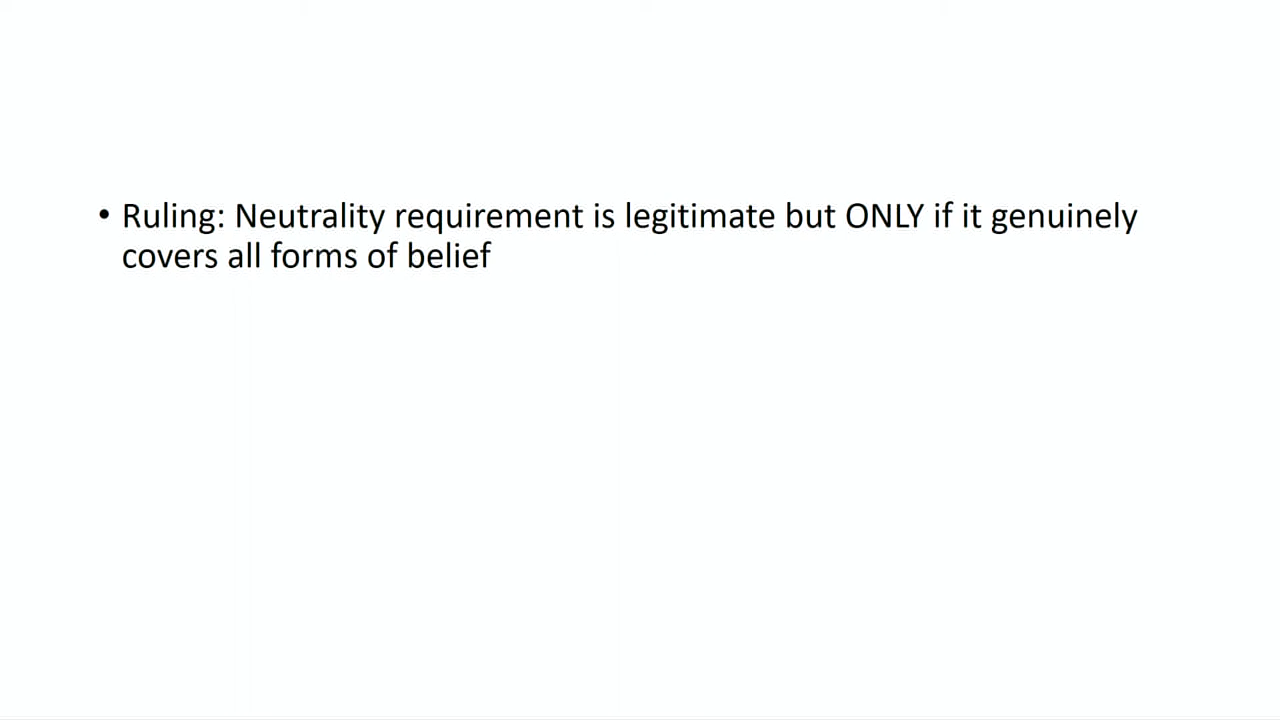 • Ruling: Neutrality requirement is legitimate but ONLY if it genuinely
covers all forms of belief